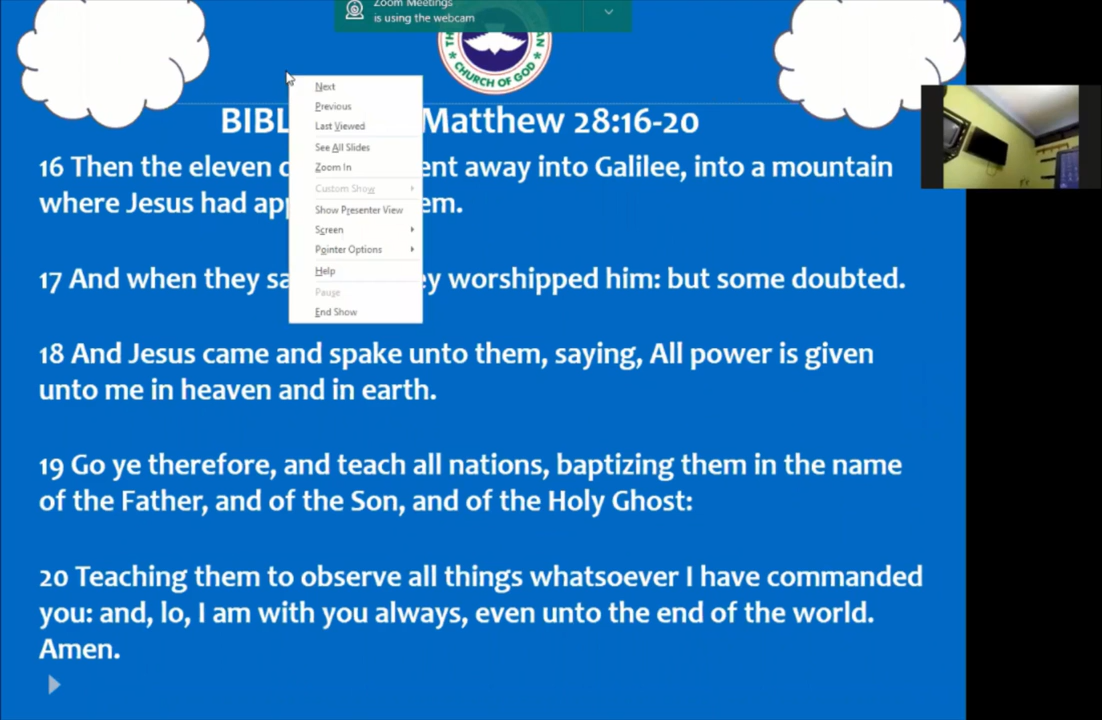 Zoom Meetings
is using the webcam
CHURCH OF GOD
Next
Previous
Last Viewed
See All Slides
Zoom In
Custom Show
Show Presenter View
Screen
Pointer Options
Help
Pause
End Show
BIBL Matthew 28:16-20
16 Then the eleven ent away into Galilee, into a mountain
where Jesus had app em.
17 And when they sa ey worshipped him: but some doubted.
18 And Jesus came and spake unto them, saying, All power is given
unto me in heaven and in earth.
19 Go ye therefore, and teach all nations, baptizing them in the name
of the Father, and of the Son, and of the Holy Ghost:
20 Teaching them to observe all things whatsoever I have commanded
you: and, lo, I am with you always, even unto the end of the world.
Amen.